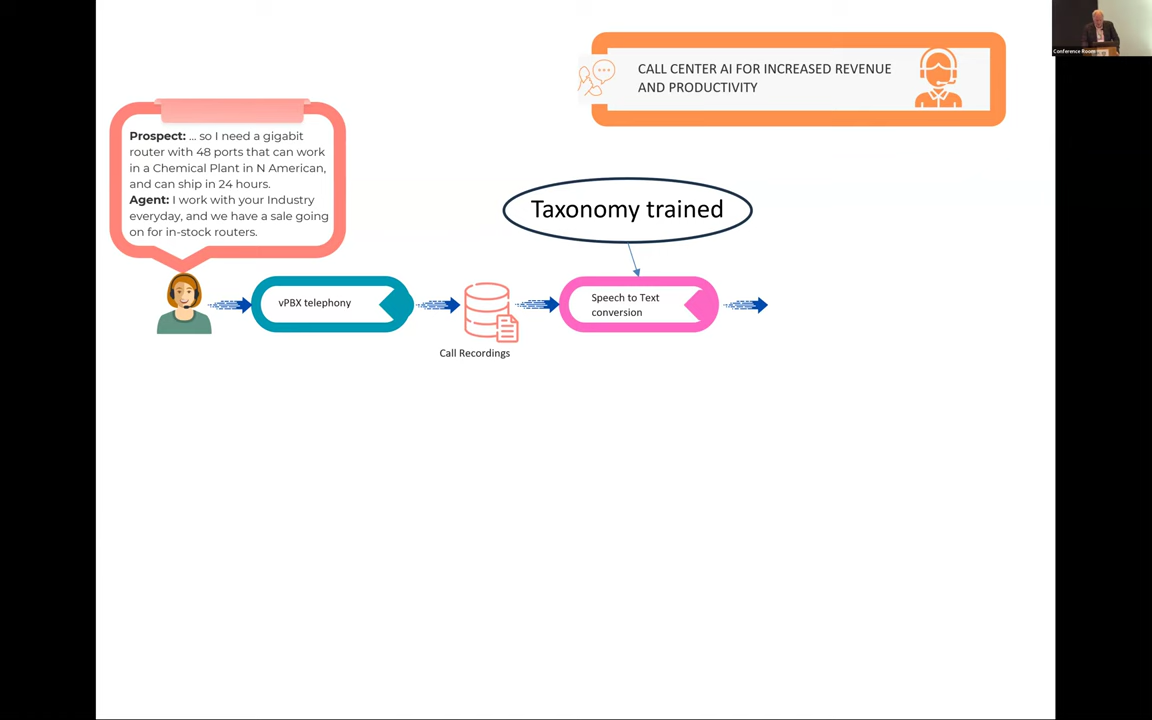 Conference Room
CALL CENTER AI FOR INCREASED REVENUE
AND PRODUCTIVITY
Prospect: ... so I need a gigabit
router with 48 ports that can work
in a Chemical Plant in N American,
and can ship in 24 hours.
Agent: I work with your Industry
everyday, and we have a sale going
on for in-stock routers.
Taxonomy trained
vPBX telephony
Speech to Text
conversion
Call Recordings